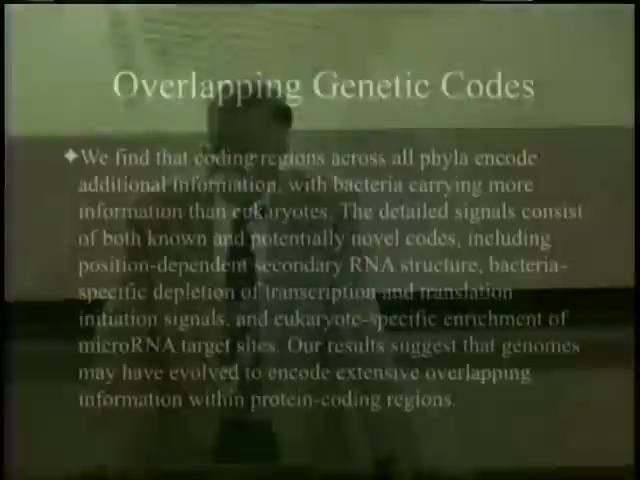 Overlapping Genetic Codes
✦We find that coding regions across all phyla encode
additional information, with bacteria carrying more
information than eukaryotes. The detailed signals consist
of both known and potentially novel codes, including
position-dependent secondary RNA structure, bacteria-
specific depletion of transcription and translation
initiation signals, and eukaryote-specific enrichment of
microRNA target sites. Our results suggest that genomes
may have evolved to encode extensive overlapping
information within protein-coding regions.